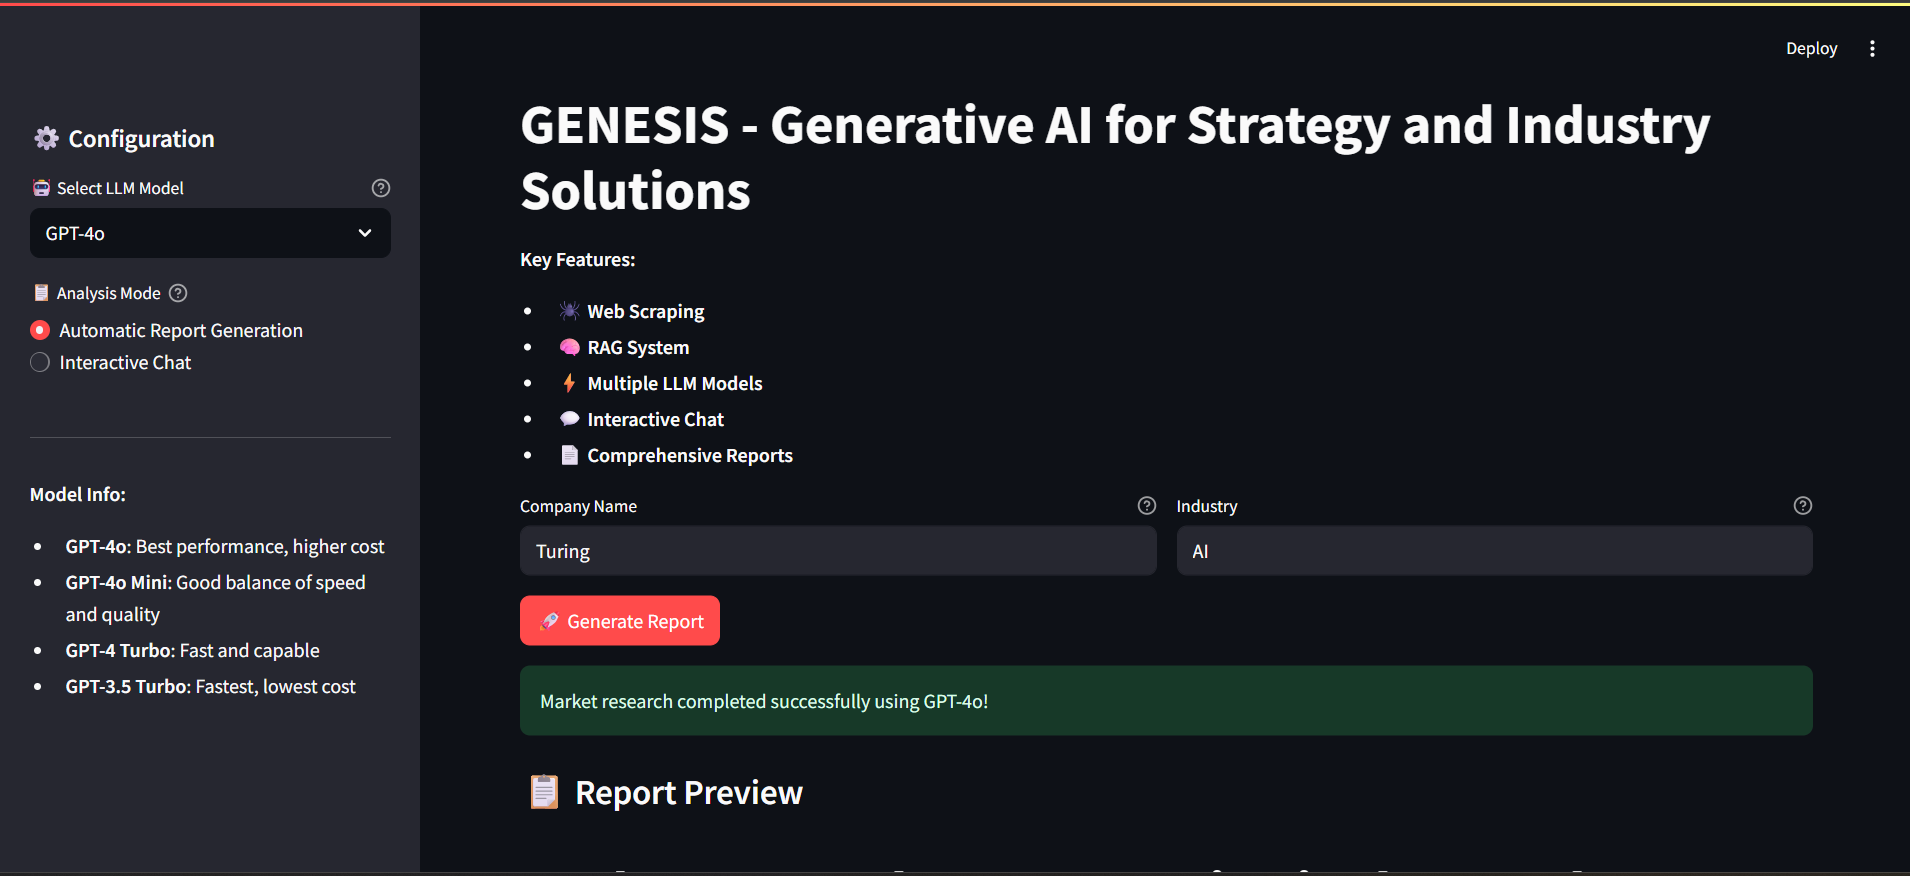 Deploy
Configuration
Select LLM Model
GPT-4o
Analysis Mode
Automatic Report Generation
Interactive Chat
Model Info:
GPT-4o: Best performance, higher cost
GPT-4o Mini: Good balance of speed
and quality
GPT-4 Turbo: Fast and capable
GPT-3.5 Turbo: Fastest, lowest cost
GENESIS - Generative AI for Strategy and Industry
Solutions
Key Features:
Web Scraping
RAG System
Multiple LLM Models
Interactive Chat
Comprehensive Reports
Company Name
Turing
Industry
AI
Generate Report
Market research completed successfully using GPT-4o!
Report Preview